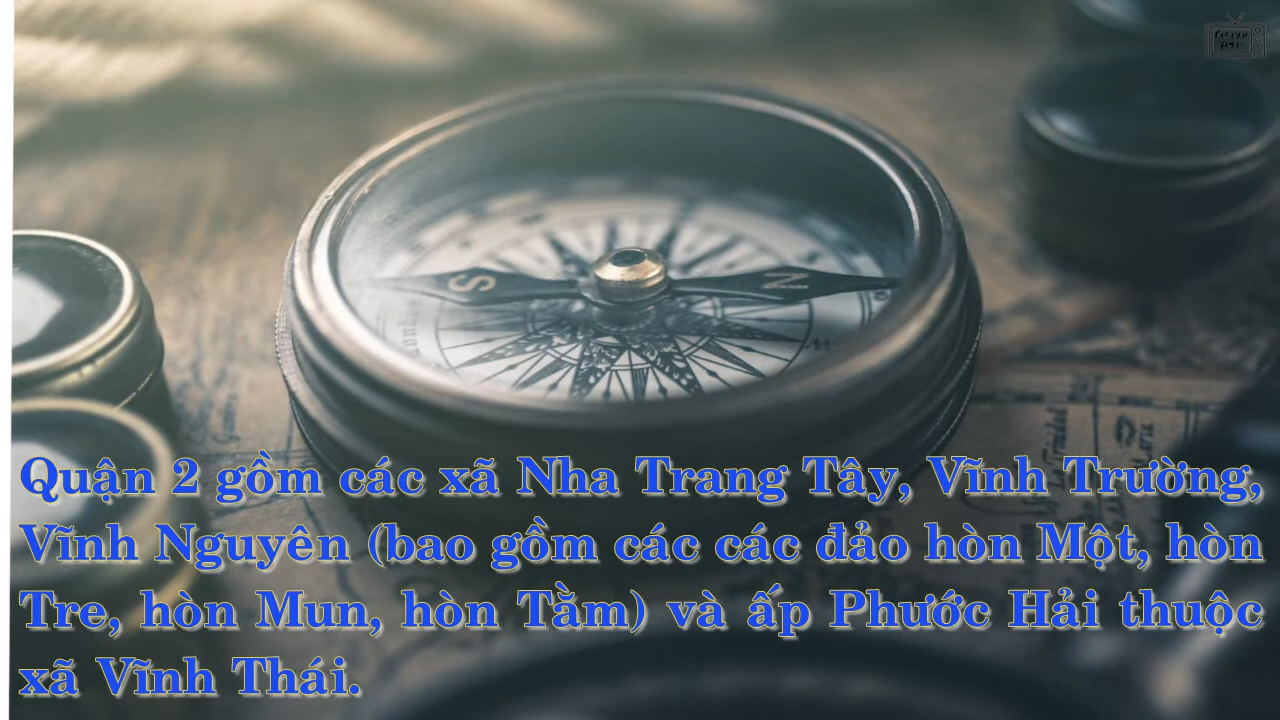 S
N
Quận 2 gồm các xã Nha Trang Tây, Vĩnh Trường,
Vĩnh Nguyên (bao gồm các các đảo hòn Một, hòn
Tre, hòn Mun, hòn Tằm) và ấp Phước Hải thuộc
xã Vĩnh Thái.